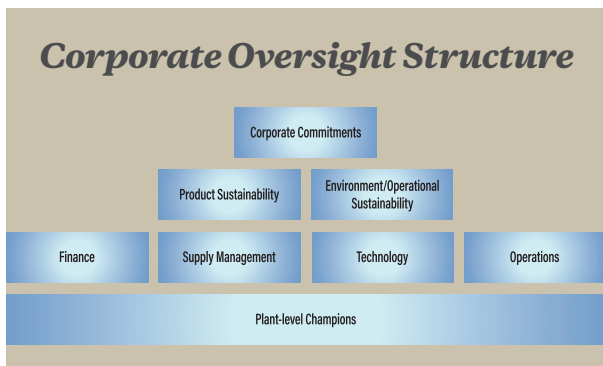 Corporate Oversight Structure
Corporate Commitments
Product Sustainability
Environment/Operational
Sustainability
Finance
Supply Management
Technology
Operations
Plant-level Champions